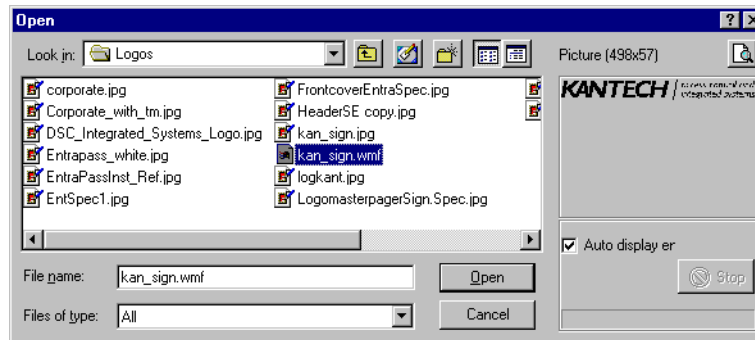 Open
Look in: Logos
Picture (498x57)
corporate.jpg
Corporate_with_tm.jpg
DSC_Integrated_Systems_Logo.jpg
Entrapass_white.jpg
EntraPassInst_Ref.jpg
EntSpec1.jpg
FrontcoverEntraSpec.jpg
HeaderSE copy.jpg
kan_sign.jpg
kan_sign.wmf
logkant.jpg
LogomasterpagerSign.Spec.jpg
KANTECH
integrated systems
Auto display er
Stop
File name: kan_sign.wmf
Open
Files of type: All
Cancel